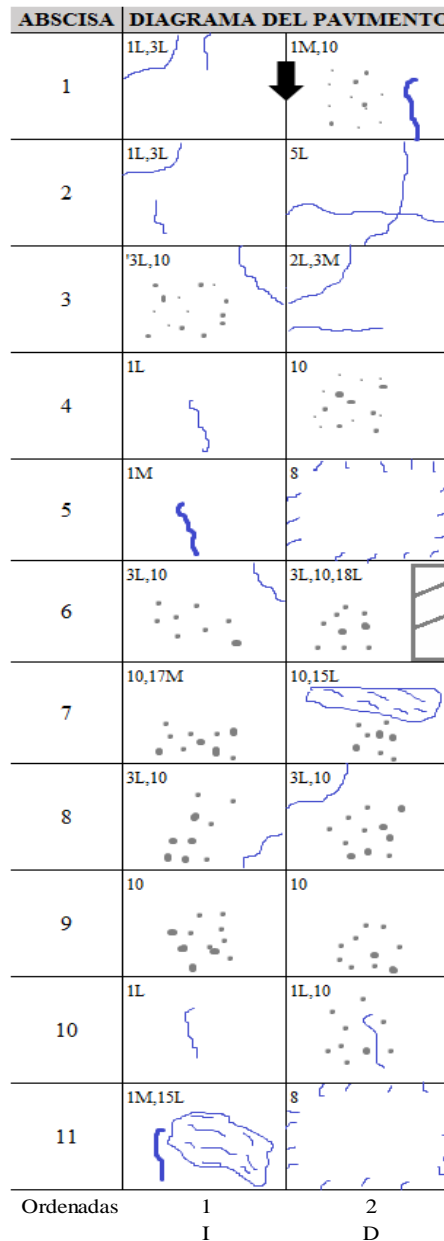 ABSCISA DIAGRAMA DEL PAVIMENTO
1 1L,3L 1M,10
2 1L,3L 5L
3 '3L,10 2L,3M
4 1L 10
5 1M 8
6 3L,10 3L,10,18L
7 10,17M 10,15L
8 3L,10 3L,10
9 10 10
10 1L 1L,10
11 1M,15L 8
Ordenadas 1 2
I D